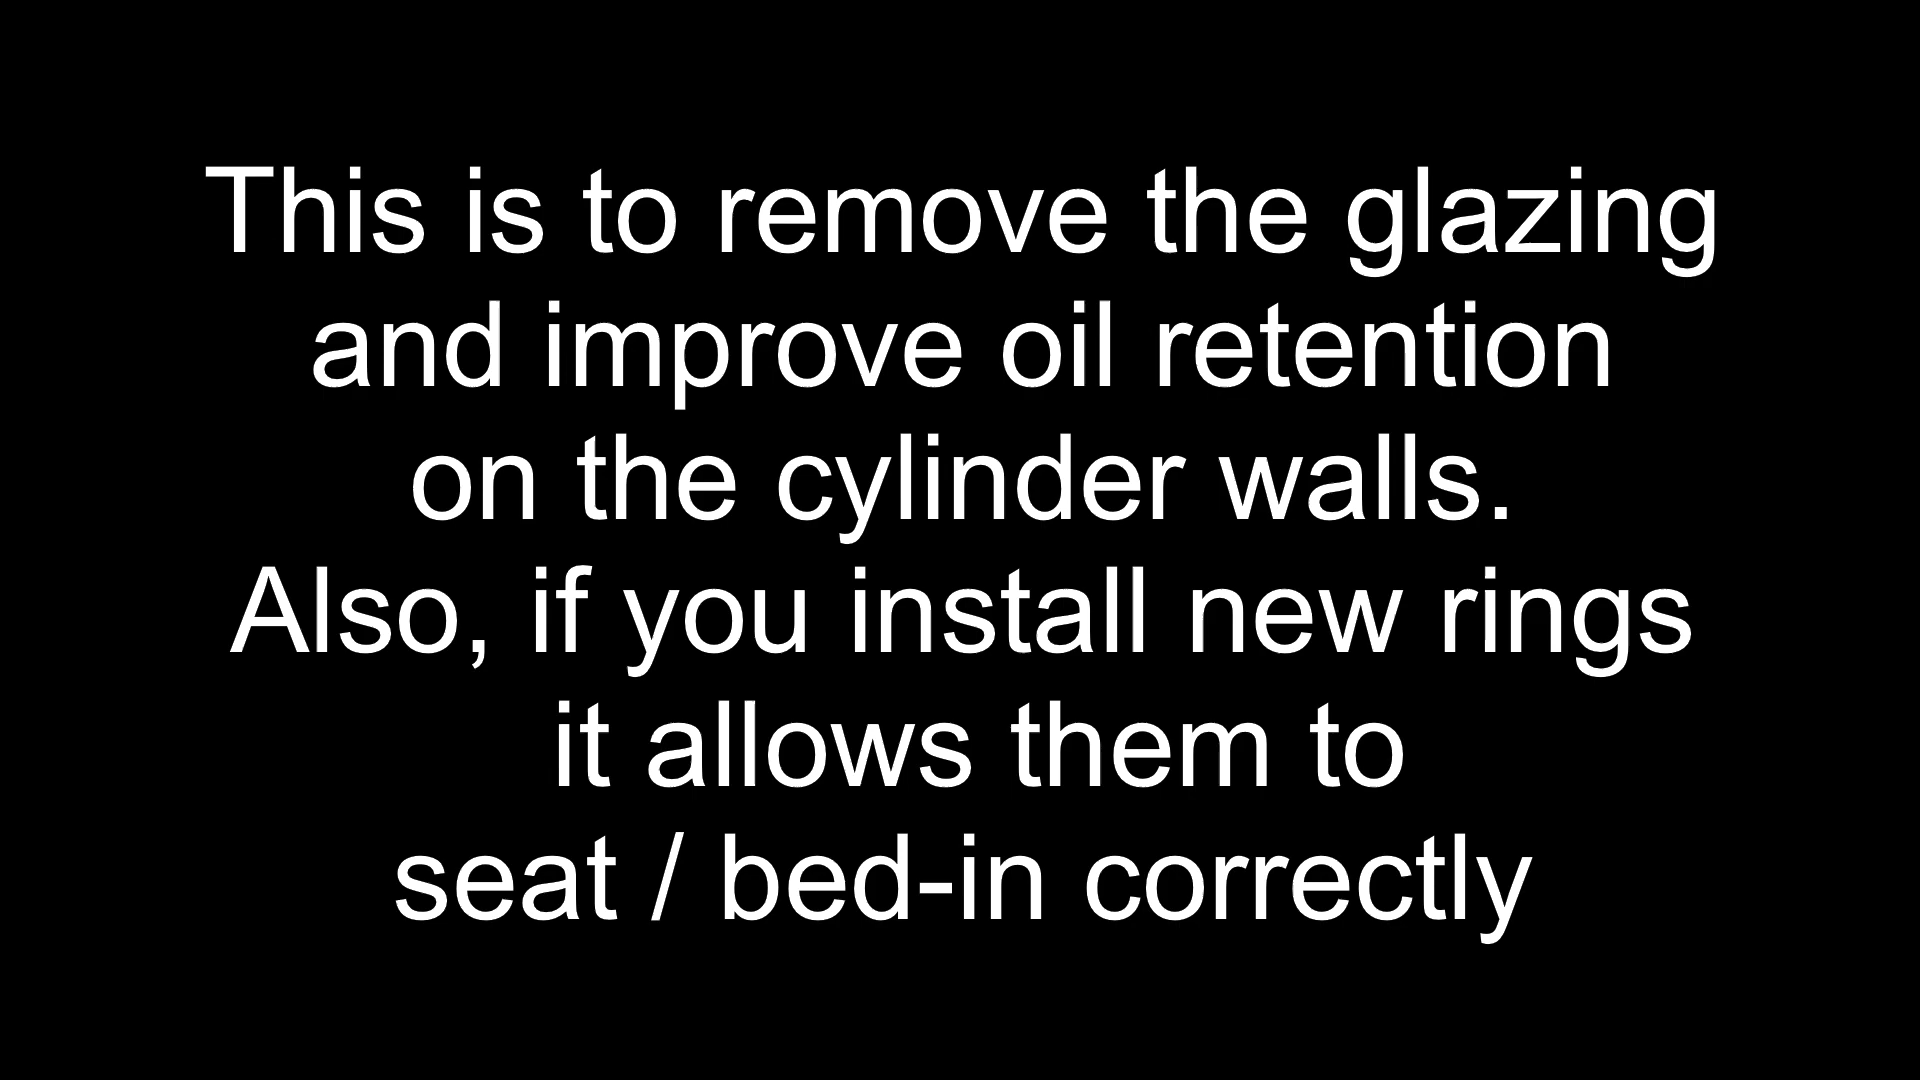 This is to remove the glazing
and improve oil retention
on the cylinder walls.
Also, if you install new rings
it allows them to
seat / bed-in correctly